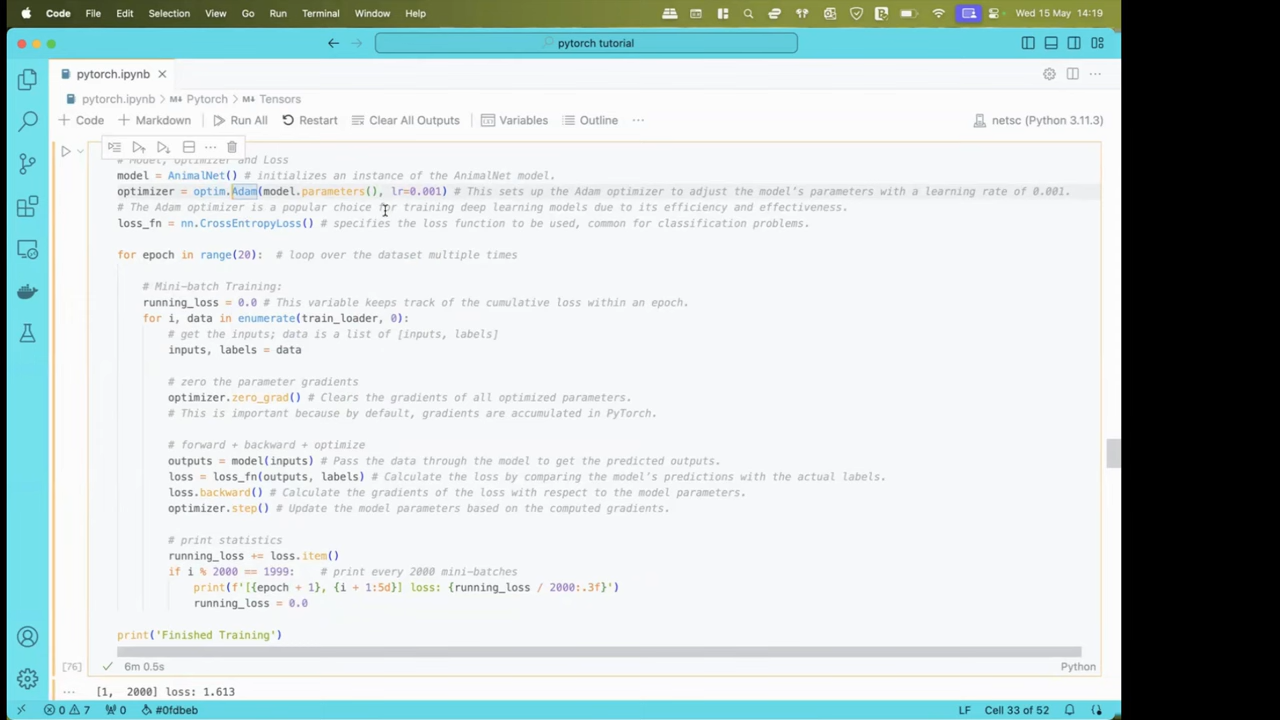 Code File Edit Selection View Go Run Terminal Window Help Wed 15 May 14:19
pytorch tutorial
pytorch.ipynb
pytorch.ipynb > M↓ Pytorch > M↓ Tensors
+ Code + Markdown Run All Restart Clear All Outputs Variables Outline ... netsc (Python 3.11.3)
# Model, Optimizer and Loss
model = AnimalNet() # initializes an instance of the AnimalNet model.
optimizer = optim.Adam(model.parameters(), lr=0.001) # This sets up the Adam optimizer to adjust the model's parameters with a learning rate of 0.001.
# The Adam optimizer is a popular choice for training deep learning models due to its efficiency and effectiveness.
loss_fn = nn.CrossEntropyLoss() # specifies the loss function to be used, common for classification problems.
for epoch in range(20): # loop over the dataset multiple times
# Mini-batch Training:
running_loss = 0.0 # This variable keeps track of the cumulative loss within an epoch.
for i, data in enumerate(train_loader, 0):
# get the inputs; data is a list of [inputs, labels]
inputs, labels = data
# zero the parameter gradients
optimizer.zero_grad() # Clears the gradients of all optimized parameters.
# This is important because by default, gradients are accumulated in PyTorch.
# forward + backward + optimize
outputs = model(inputs) # Pass the data through the model to get the predicted outputs.
loss = loss_fn(outputs, labels) # Calculate the loss by comparing the model's predictions with the actual labels.
loss.backward() # Calculate the gradients of the loss with respect to the model parameters.
optimizer.step() # Update the model parameters based on the computed gradients.
# print statistics
running_loss += loss.item()
if i % 2000 == 1999: # print every 2000 mini-batches
print(f'[{epoch + 1}, {i + 1:5d}] loss: {running_loss / 2000:.3f}')
running_loss = 0.0
print('Finished Training')
[76] 6m 0.5s Python
[1, 2000] loss: 1.613
0 7 0 #0fdbeb LF Cell 33 of 52